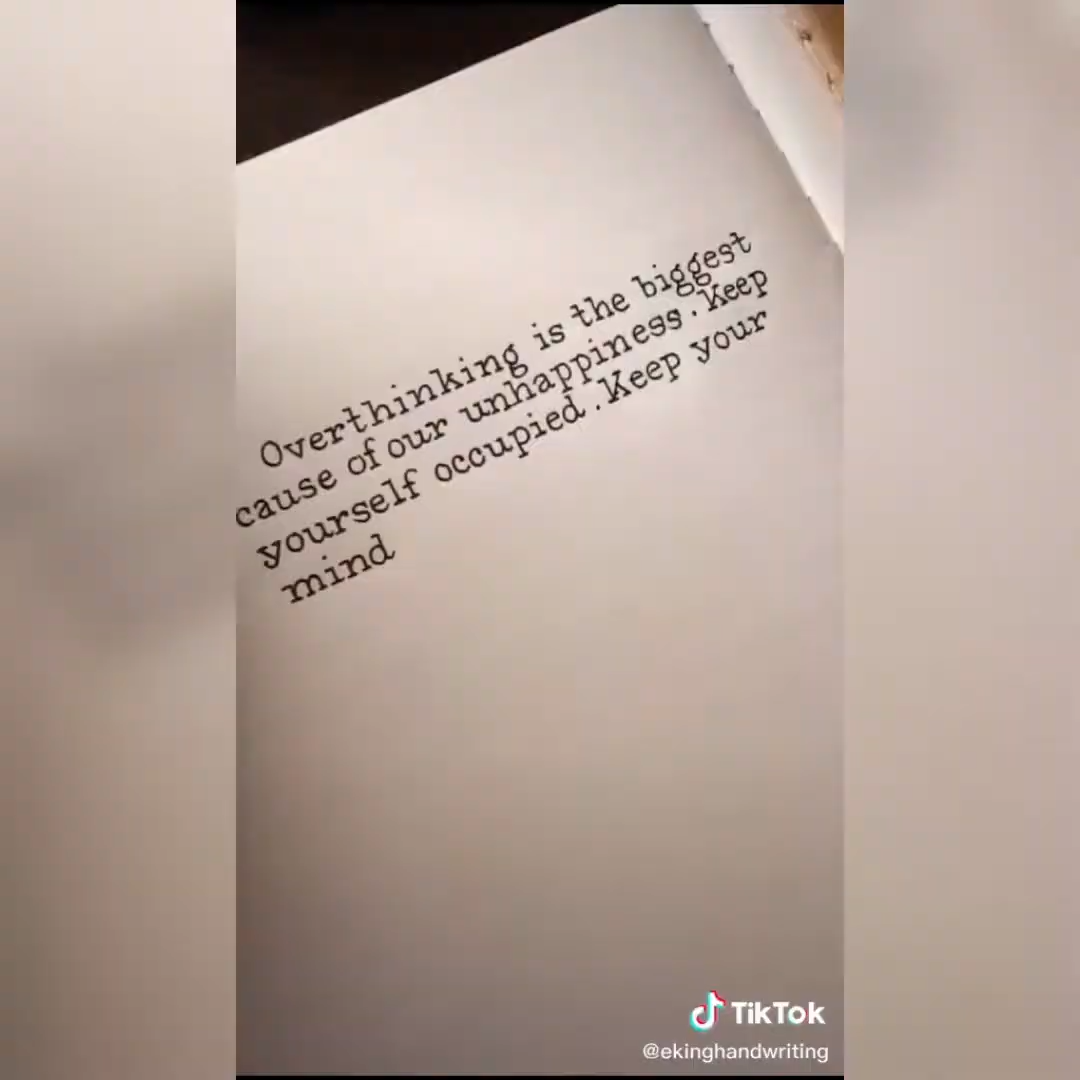 Overthinking is the biggest
cause of our unhappiness. Keep
yourself occupied. Keep your
mind
TikTok
@ekinghandwriting